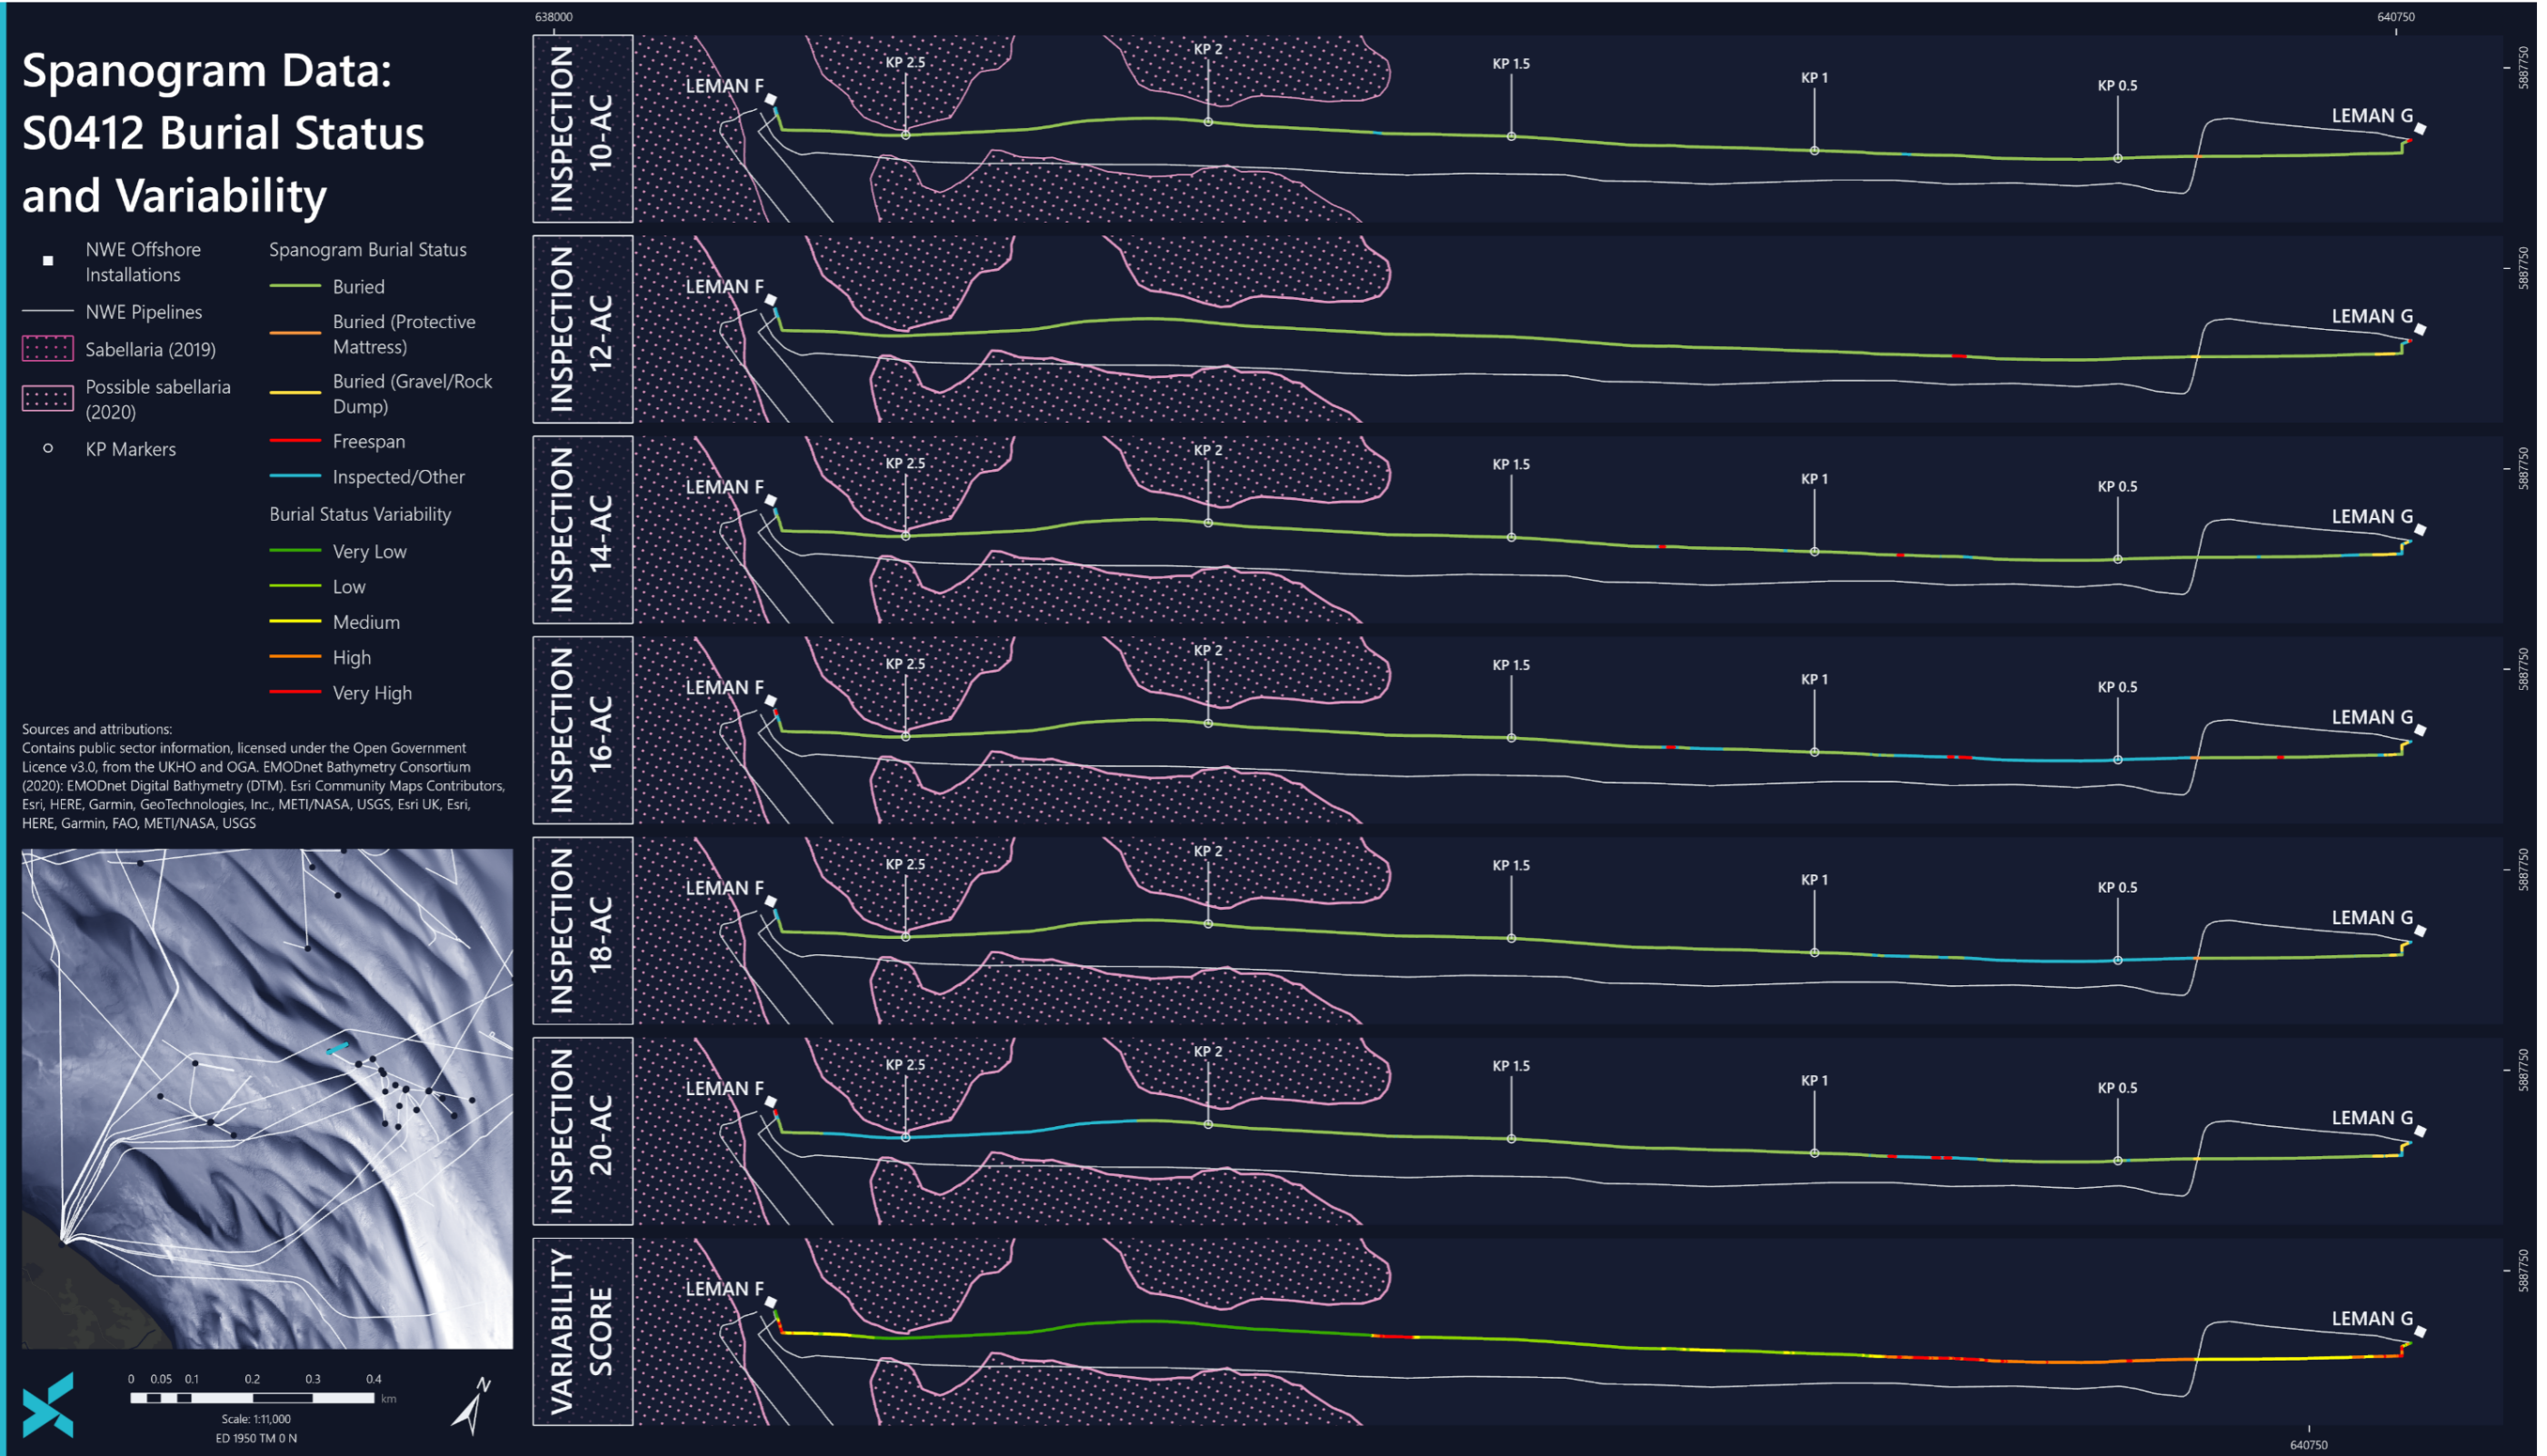 Spanogram Data:
S0412 Burial Status
and Variability
NWE Offshore
Installations
NWE Pipelines
Sabellaria (2019)
Possible sabellaria
(2020)
KP Markers
Spanogram Burial Status
Buried
Buried (Protective
Mattress)
Buried (Gravel/Rock
Dump)
Freespan
Inspected/Other
Burial Status Variability
Very Low
Low
Medium
High
Very High
Sources and attributions:
Contains public sector information, licensed under the Open Government
Licence v3.0, from the UKHO and OGA. EMODnet Bathymetry Consortium
(2020): EMODnet Digital Bathymetry (DTM). Esri Community Maps Contributors,
Esri, HERE, Garmin, GeoTechnologies, Inc., METI/NASA, USGS, Esri UK, Esri,
HERE, Garmin, FAO, METI/NASA, USGS
0 0.05 0.1 0.2 0.3 0.4
km
Scale: 1:11,000
ED 1950 TM 0 N
N
638000
640750
INSPECTION
10-AC
LEMAN F
KP 2.5
KP 2
KP 1.5
KP 1
KP 0.5
LEMAN G
5887750
INSPECTION
12-AC
LEMAN F
LEMAN G
5887750
INSPECTION
14-AC
LEMAN F
KP 2.5
KP 2
KP 1.5
KP 1
KP 0.5
LEMAN G
5887750
INSPECTION
16-AC
LEMAN F
KP 2.5
KP 2
KP 1.5
KP 1
KP 0.5
LEMAN G
5887750
INSPECTION
18-AC
LEMAN F
KP 2.5
KP 2
KP 1.5
KP 1
KP 0.5
LEMAN G
5887750
INSPECTION
20-AC
LEMAN F
KP 2.5
KP 2
KP 1.5
KP 1
KP 0.5
LEMAN G
5887750
VARIABILITY
SCORE
LEMAN F
LEMAN G
5887750
640750